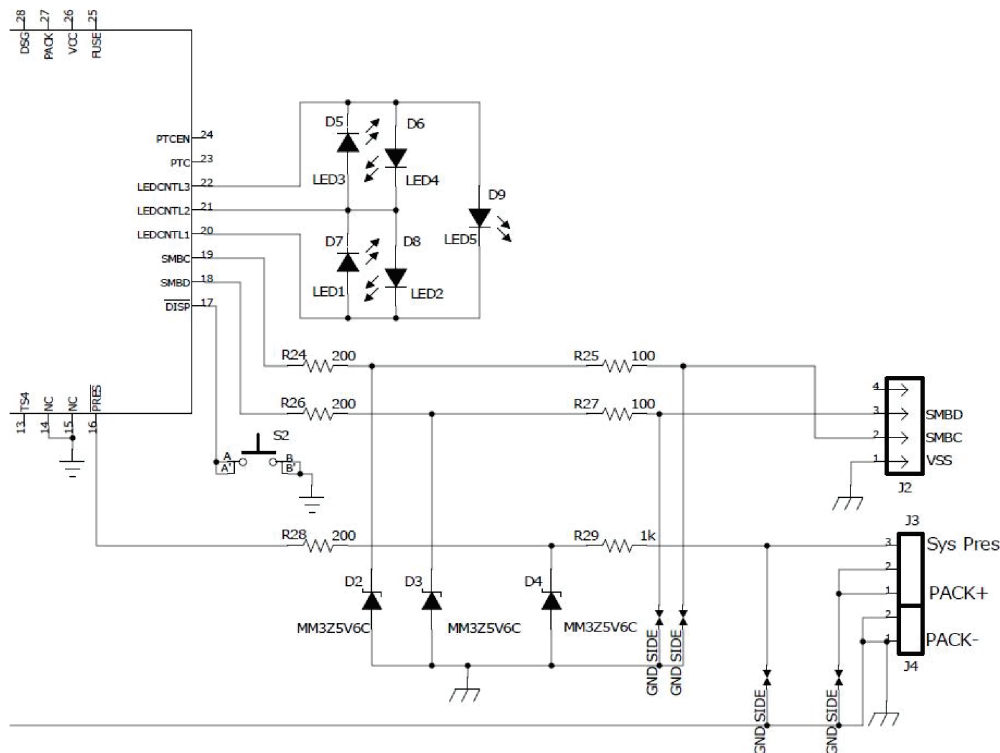 28 27 26 25
DSG PACK VCC FUSE
PTCEN 24
PTC 23
LEDCNTL3 22
LEDCNTL2 21
LEDCNTL1 20
SMBC 19
SMBD 18
DISP 17
D5 D6
LED3 LED4
D9
LED5
D7 D8
LED1 LED2
R24 200 R25 100
R26 200 R27 100
TS4 NC NC PRES
13 14 15 16
S2
A B
A' B'
4
3 SMBD
2 SMBC
1 VSS
J2
J3
R28 200 R29 1k
3 Sys Pres
2
1 PACK+
2
1 PACK-
J4
D2 D3 D4
MM3Z5V6C MM3Z5V6C MM3Z5V6C
GND SIDE GND SIDE
GND SIDE GND SIDE